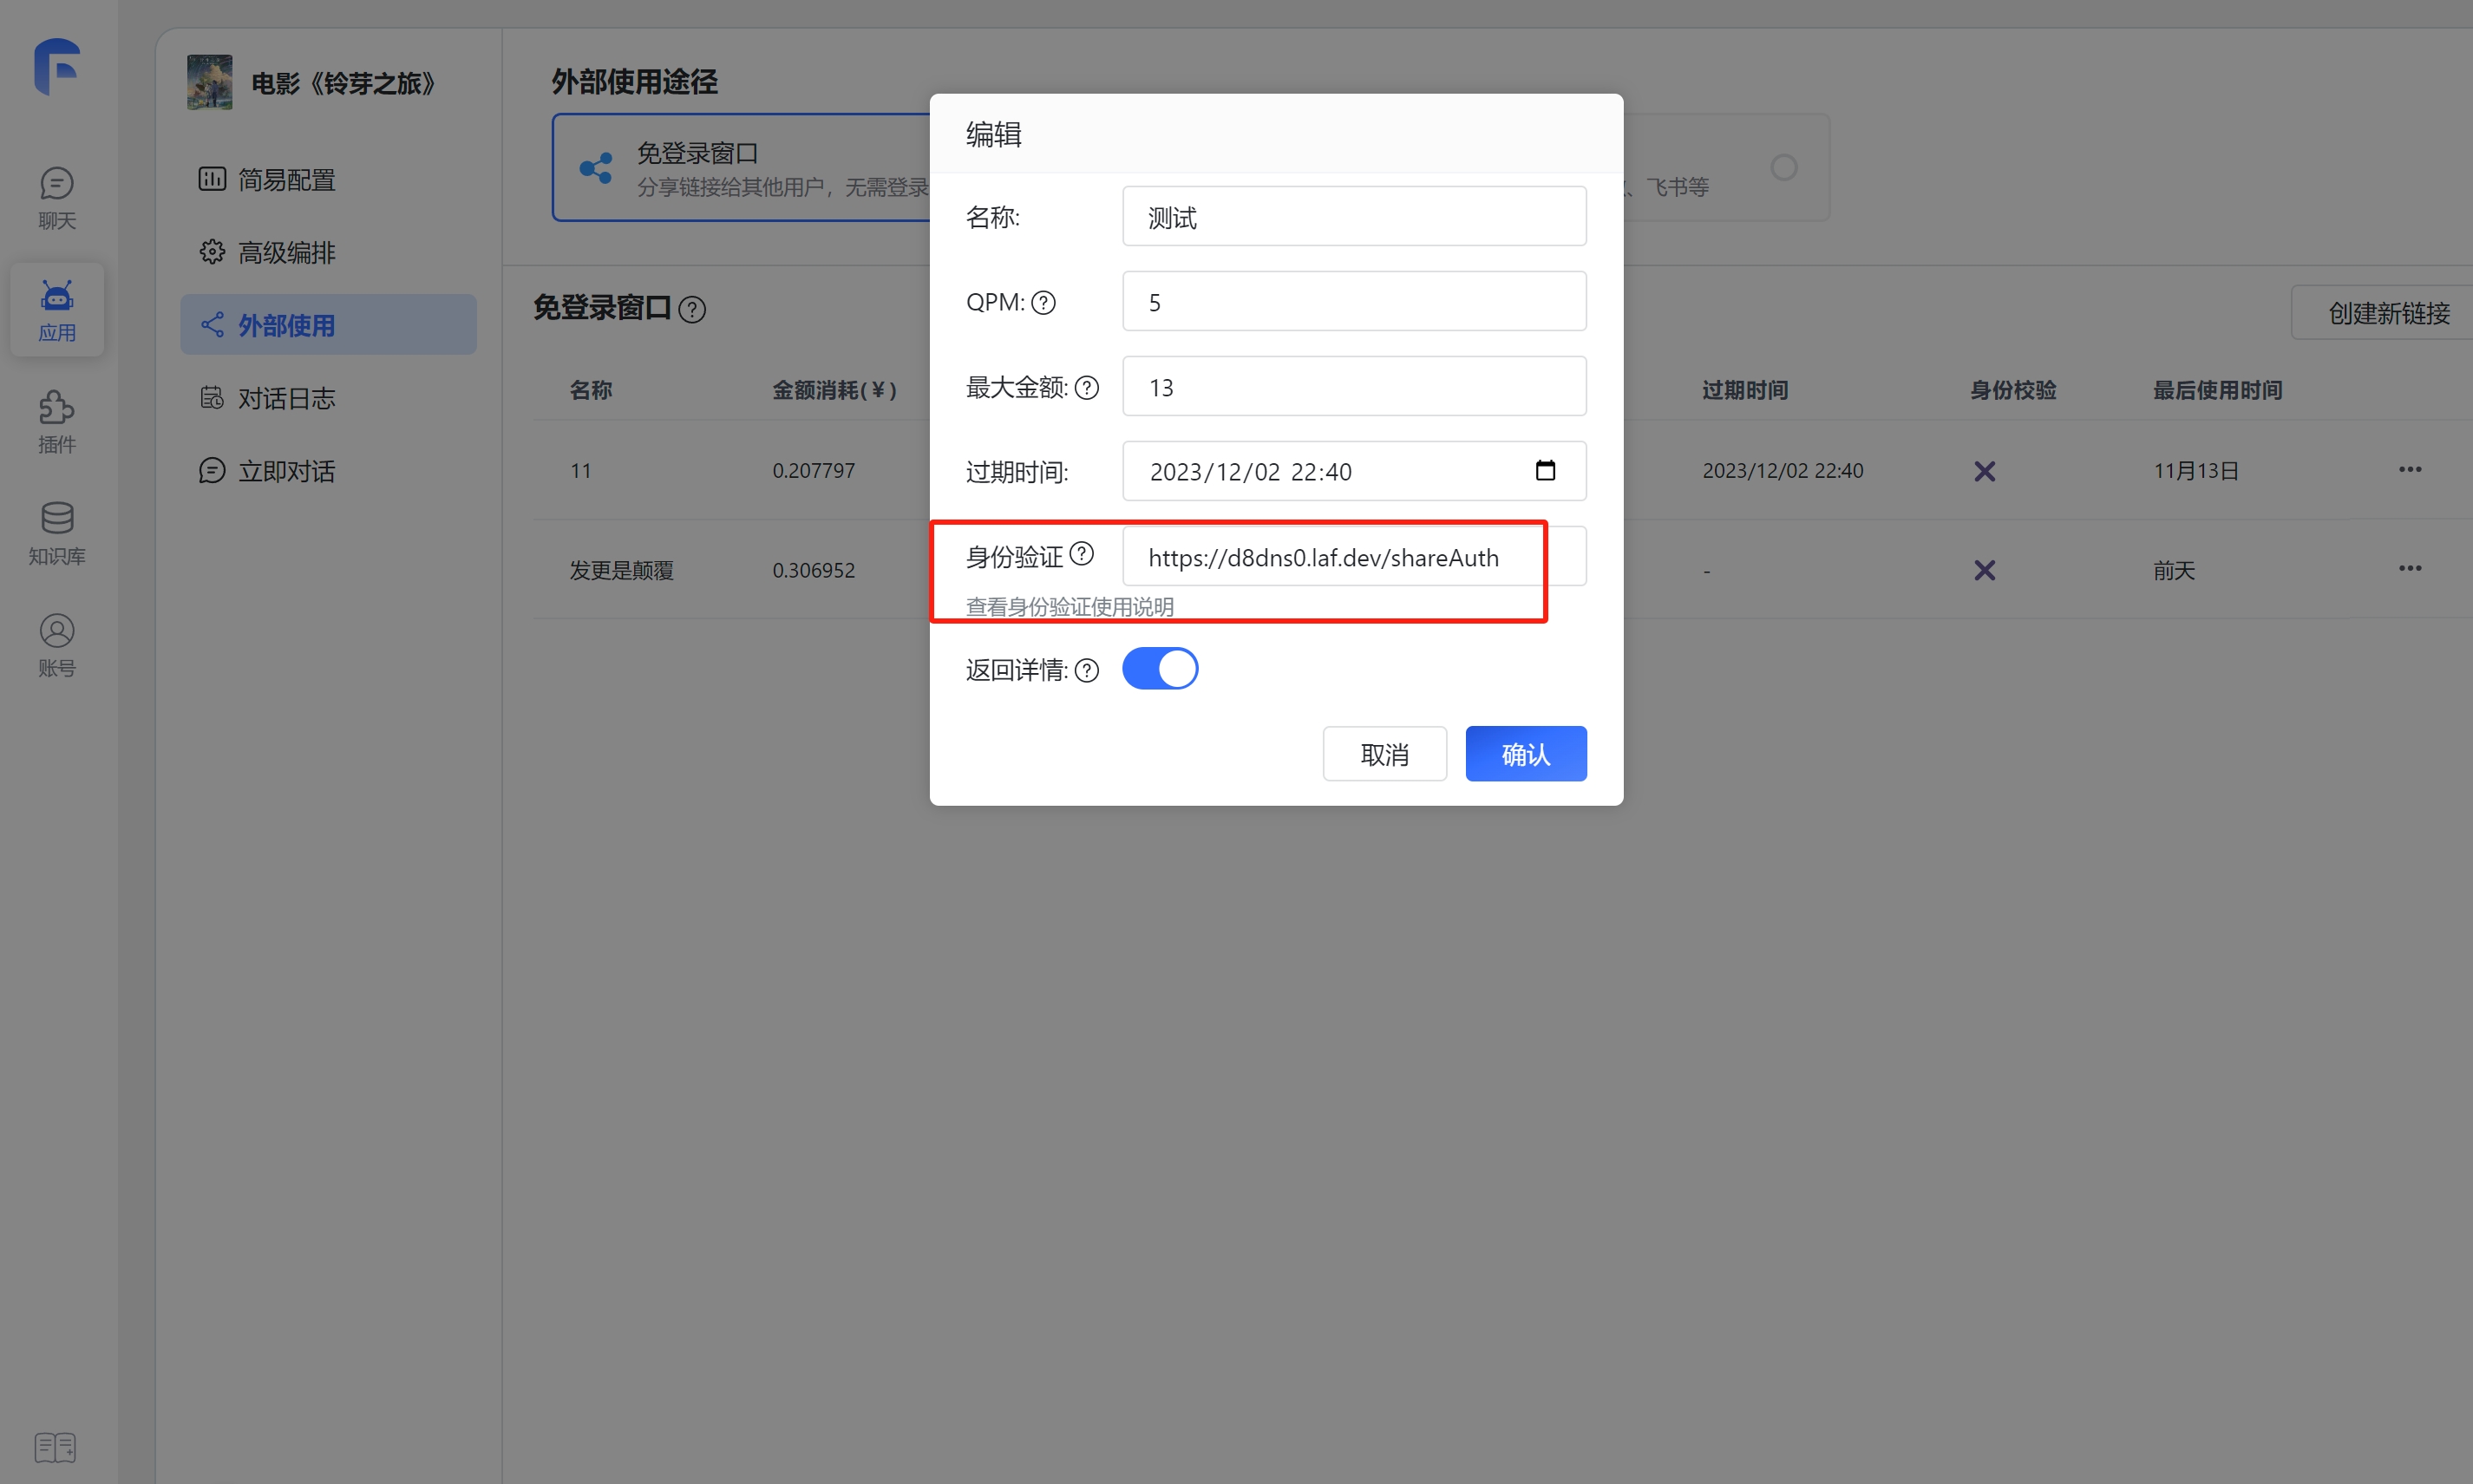 聊天
应用
插件
知识库
账号
电影《铃芽之旅》
简易配置
高级编排
外部使用
对话日志
立即对话
外部使用途径
免登录窗口
分享链接给其他用户，无需登录
、飞书等
免登录窗口
创建新链接
名称 金额消耗(¥) 过期时间 身份校验 最后使用时间
11 0.207797 2023/12/02 22:40 11月13日
发更是颠覆 0.306952 - 前天
编辑
名称: 测试
QPM: 5
最大金额: 13
过期时间: 2023/12/02 22:40
身份验证 https://d8dns0.laf.dev/shareAuth
查看身份验证使用说明
返回详情:
取消 确认